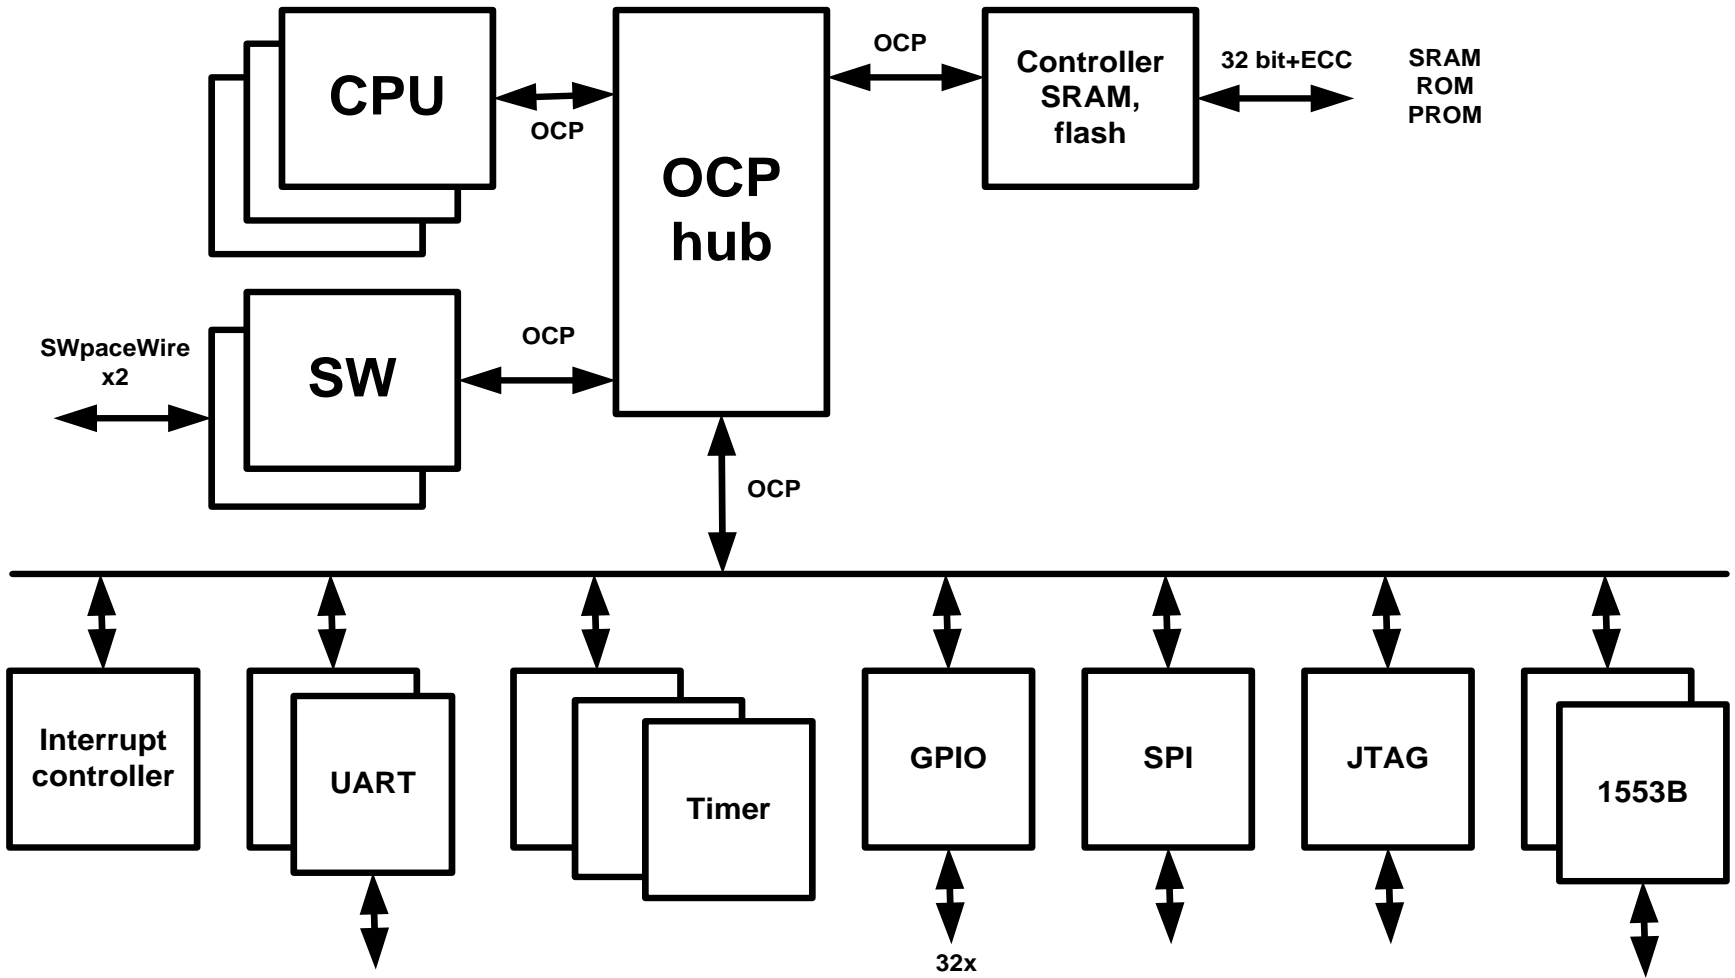 CPU
OCP
OCP
hub
OCP
Controller
SRAM,
flash
32 bit+ECC
SRAM
ROM
PROM
SWpaceWire
x2
SW
OCP
OCP
Interrupt
controller
UART
Timer
GPIO
32x
SPI
JTAG
1553B